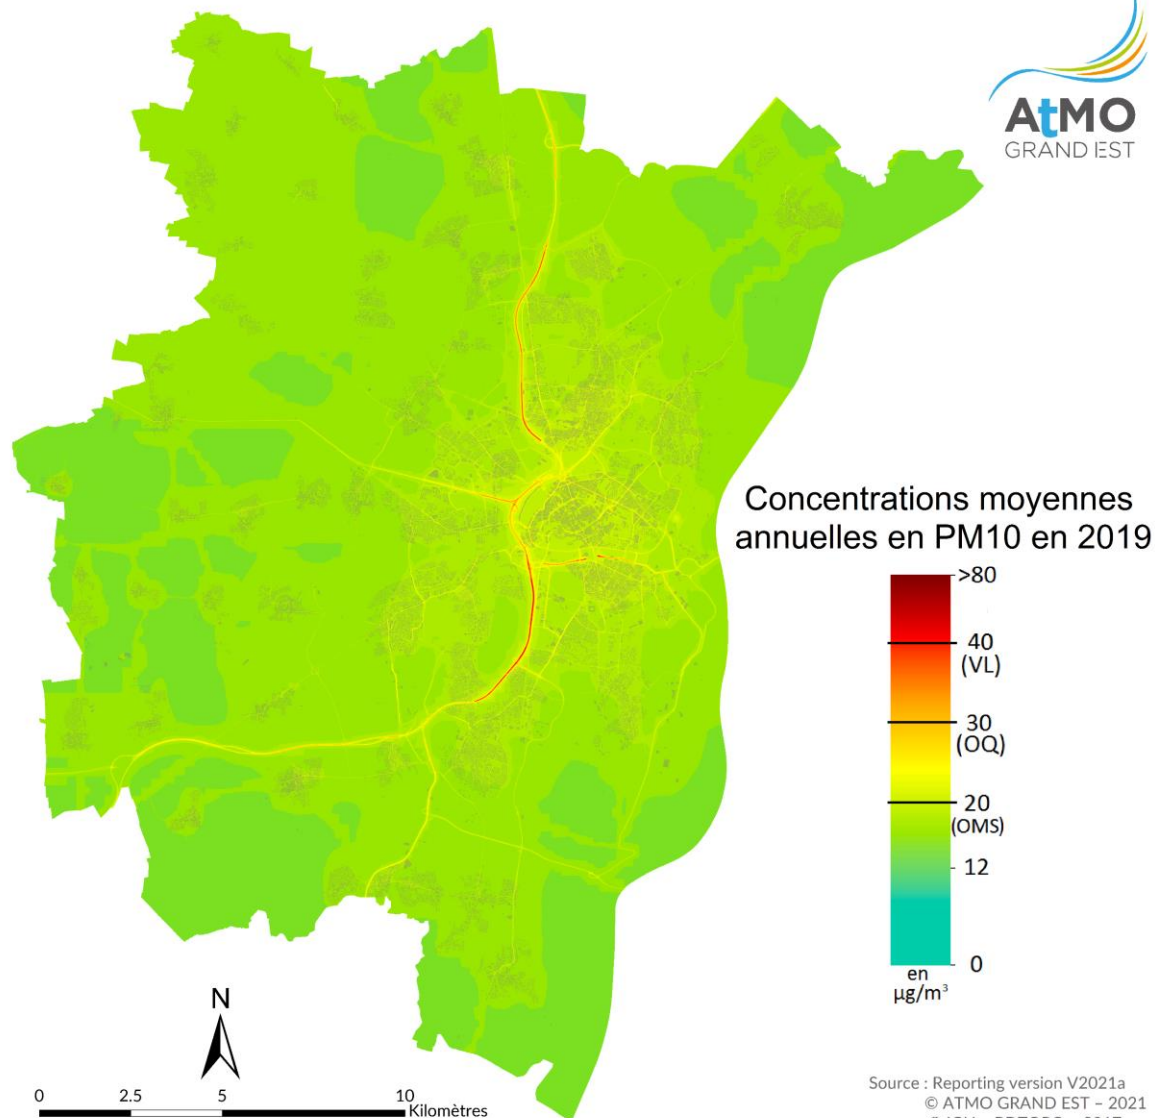 AtMO
GRAND EST
Concentrations moyennes
annuelles en PM10 en 2019
>80
40
(VL)
30
(OQ)
20
(OMS)
12
0
en
µg/m³
N
0 2.5 5 10
Kilomètres
Source : Reporting version V2021a
© ATMO GRAND EST – 2021